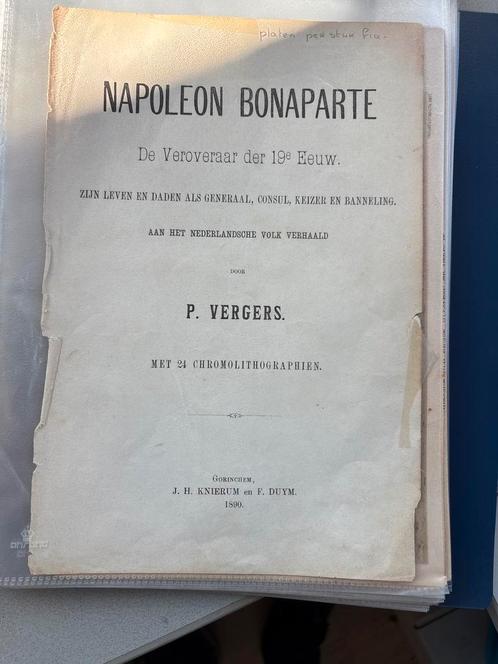 platen per stuk f10.-
NAPOLEON BONAPARTE
De Veroveraar der 19e Eeuw.
ZIJN LEVEN EN DADEN ALS GENERAAL, CONSUL, KEIZER EN BANNELING.
AAN HET NEDERLANDSCHE VOLK VERHAALD
DOOR
P. VERGERS.
MET 24 CHROMOLITHOGRAPHIEN.
GORINCHEM,
J. H. KNIERUM en F. DUYM.
1890.